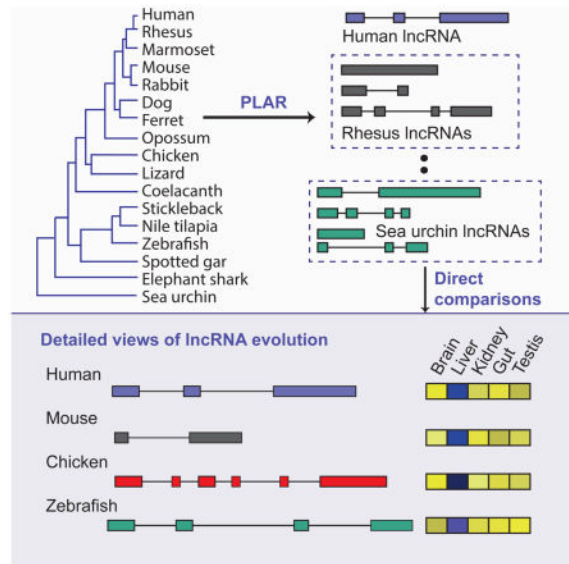 Human
Rhesus
Marmoset
Mouse
Rabbit
Dog
Ferret
Opossum
Chicken
Lizard
Coelacanth
Stickleback
Nile tilapia
Zebrafish
Spotted gar
Elephant shark
Sea urchin
PLAR
Human lncRNA
Rhesus lncRNAs
Sea urchin lncRNAs
Direct
comparisons
Detailed views of lncRNA evolution
Brain
Liver
Kidney
Gut
Testis
Human
Mouse
Chicken
Zebrafish